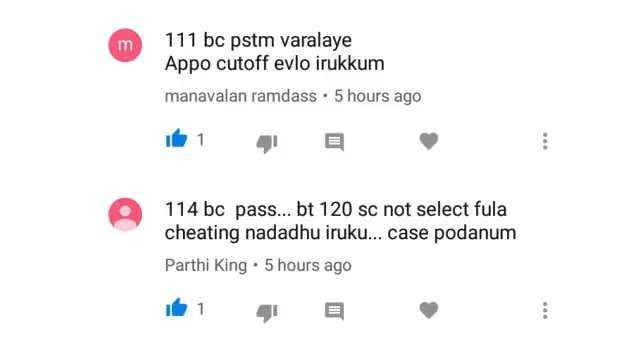 m
111 bc pstm varalaye
Appo cutoff evlo irukkum
manavalan ramdass • 5 hours ago
1
114 bc pass... bt 120 sc not select fula
cheating nadadhu iruku... case podanum
Parthi King • 5 hours ago
1